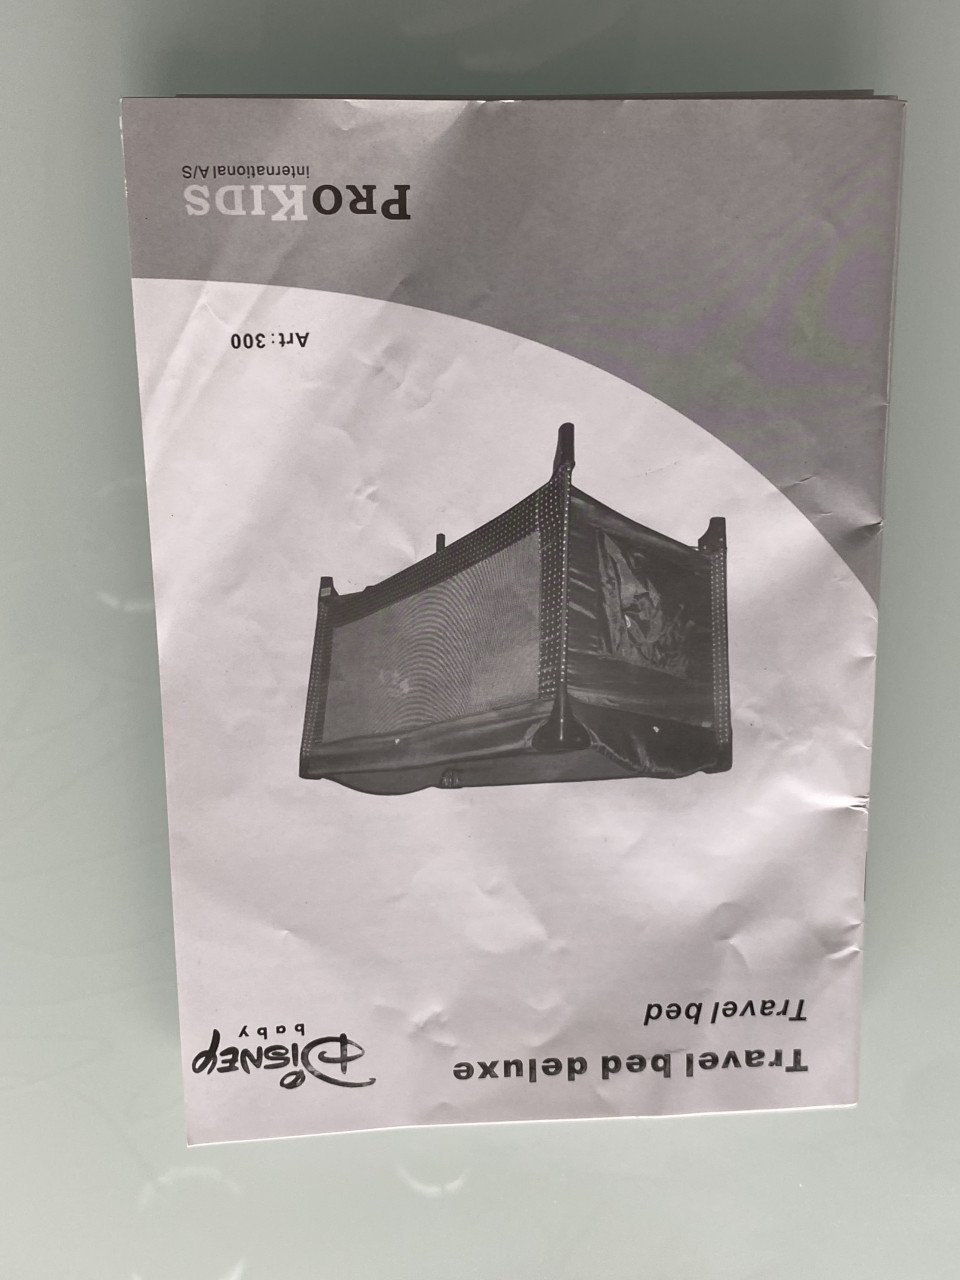 Travel bed deluxe
Travel bed
DISNEY
baby
Art: 300
PROKIDS
international A/S